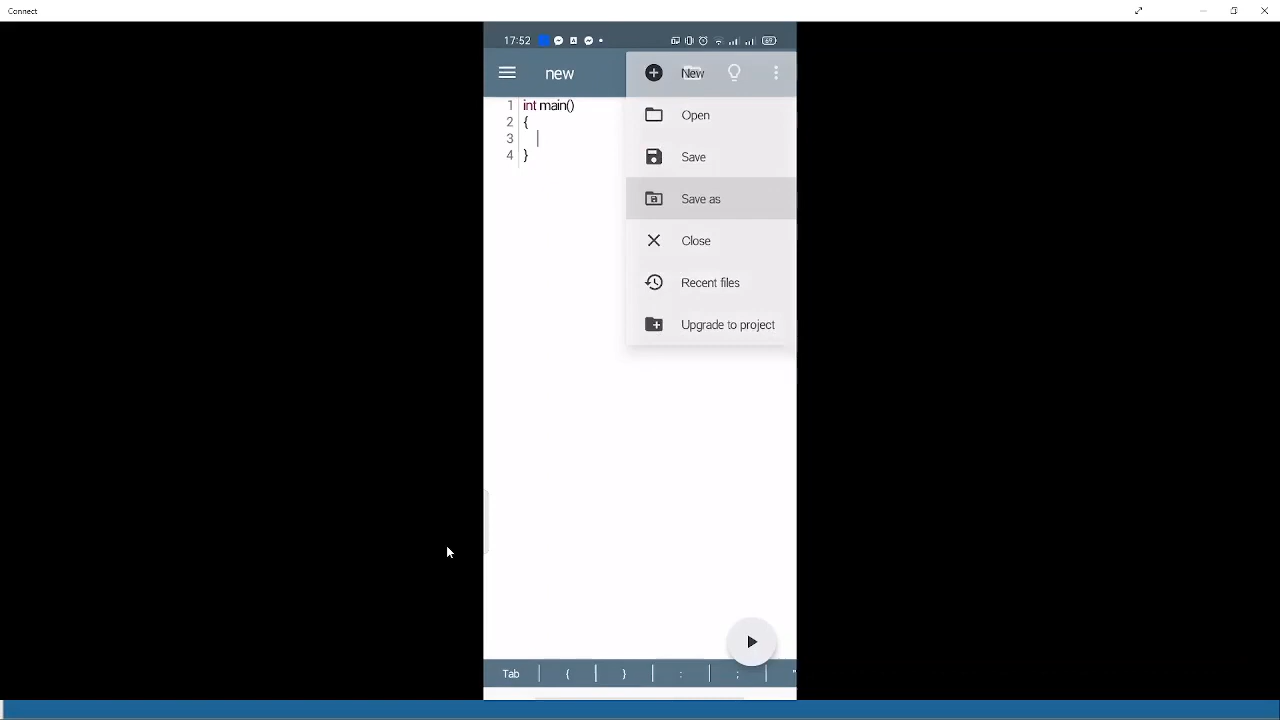 Connect
17:52
69
new
New
1 int main()
2 {
3
4 }
Open
Save
Save as
Close
Recent files
Upgrade to project
Tab { } : ; "